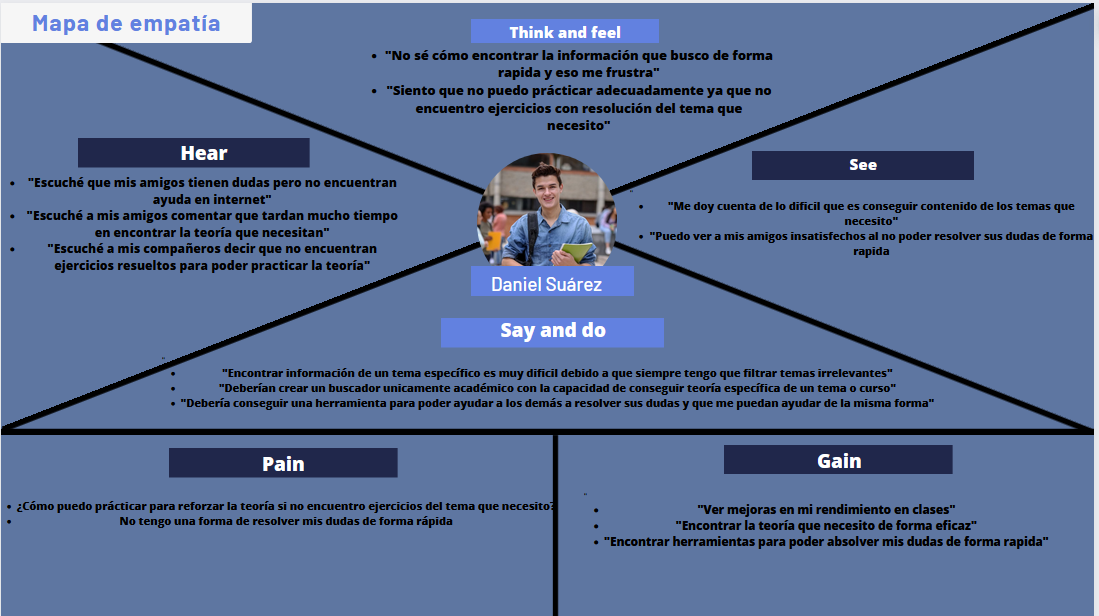 Mapa de empatía
Think and feel
• "No sé cómo encontrar la información que busco de forma
rapida y eso me frustra"
• "Siento que no puedo prácticar adecuadamente ya que no
encuentro ejercicios con resolución del tema que
necesito"
Hear
• "Escuché que mis amigos tienen dudas pero no encuentran
ayuda en internet"
• "Escuché a mis amigos comentar que tardan mucho tiempo
en encontrar la teoría que necesitan"
• "Escuché a mis compañeros decir que no encuentran
ejercicios resueltos para poder practicar la teoría"
See
• "Me doy cuenta de lo dificil que es conseguir contenido de los temas que
necesito"
• "Puedo ver a mis amigos insatisfechos al no poder resolver sus dudas de forma
rapida
Daniel Suárez
Say and do
• "Encontrar información de un tema específico es muy dificil debido a que siempre tengo que filtrar temas irrelevantes"
• "Deberían crear un buscador unicamente académico con la capacidad de conseguir teoría específica de un tema o curso"
• "Debería conseguir una herramienta para poder ayudar a los demás a resolver sus dudas y que me puedan ayudar de la misma forma"
Pain
• ¿Cómo puedo prácticar para reforzar la teoría si no encuentro ejercicios del tema que necesito?
• No tengo una forma de resolver mis dudas de forma rápida
Gain
• "Ver mejoras en mi rendimiento en clases"
• "Encontrar la teoría que necesito de forma eficaz"
• "Encontrar herramientas para poder absolver mis dudas de forma rapida"